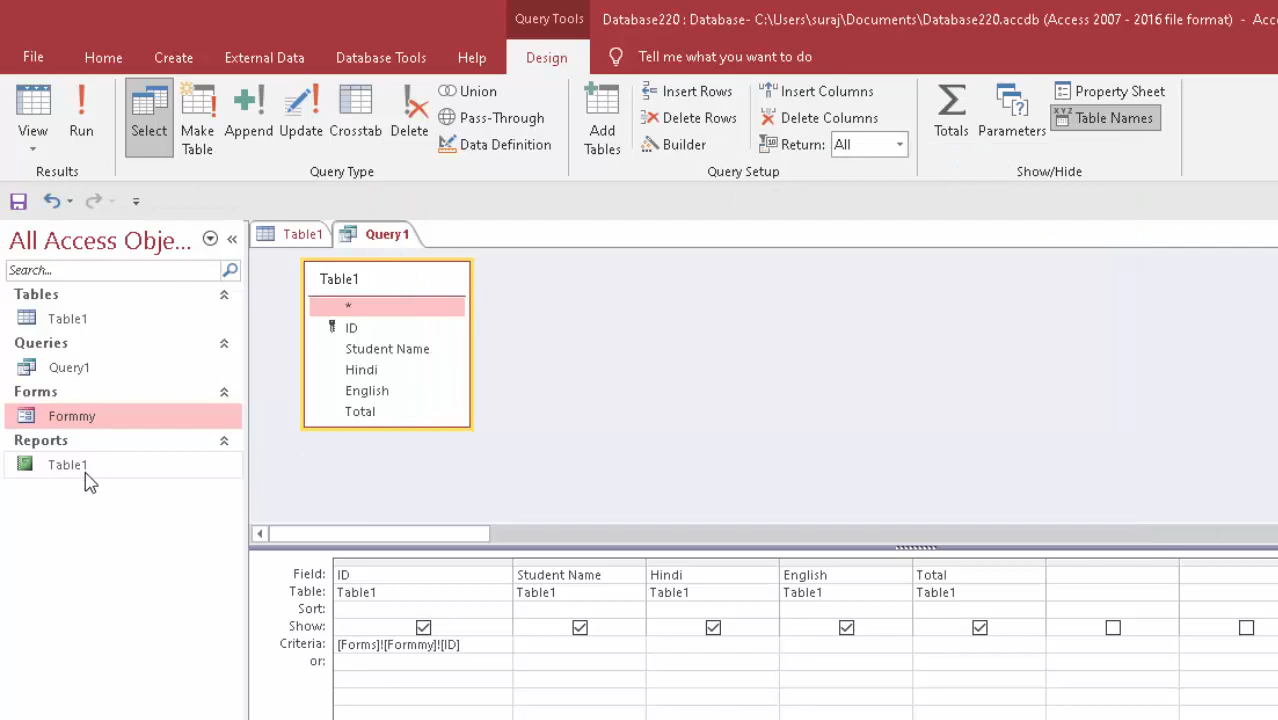 Query Tools
Database220 : Database- C:\Users\suraj\Documents\Database220.accdb (Access 2007 - 2016 file format) - Acce
File Home Create External Data Database Tools Help Design Tell me what you want to do
View Run Select Make Table Append Update Crosstab Delete
Union
Pass-Through
Data Definition
Add Tables
Insert Rows
Delete Rows
Builder
Insert Columns
Delete Columns
Return: All
Totals Parameters
Property Sheet
Table Names
Results Query Type Query Setup Show/Hide
All Access Obje...
Search...
Tables
Table1
Queries
Query1
Forms
Formmy
Reports
Table1
Table1 Query1
Table1
*
ID
Student Name
Hindi
English
Total
Field: ID Student Name Hindi English Total
Table: Table1 Table1 Table1 Table1 Table1
Sort:
Show:
Criteria: [Forms]![Formmy]![ID]
or: